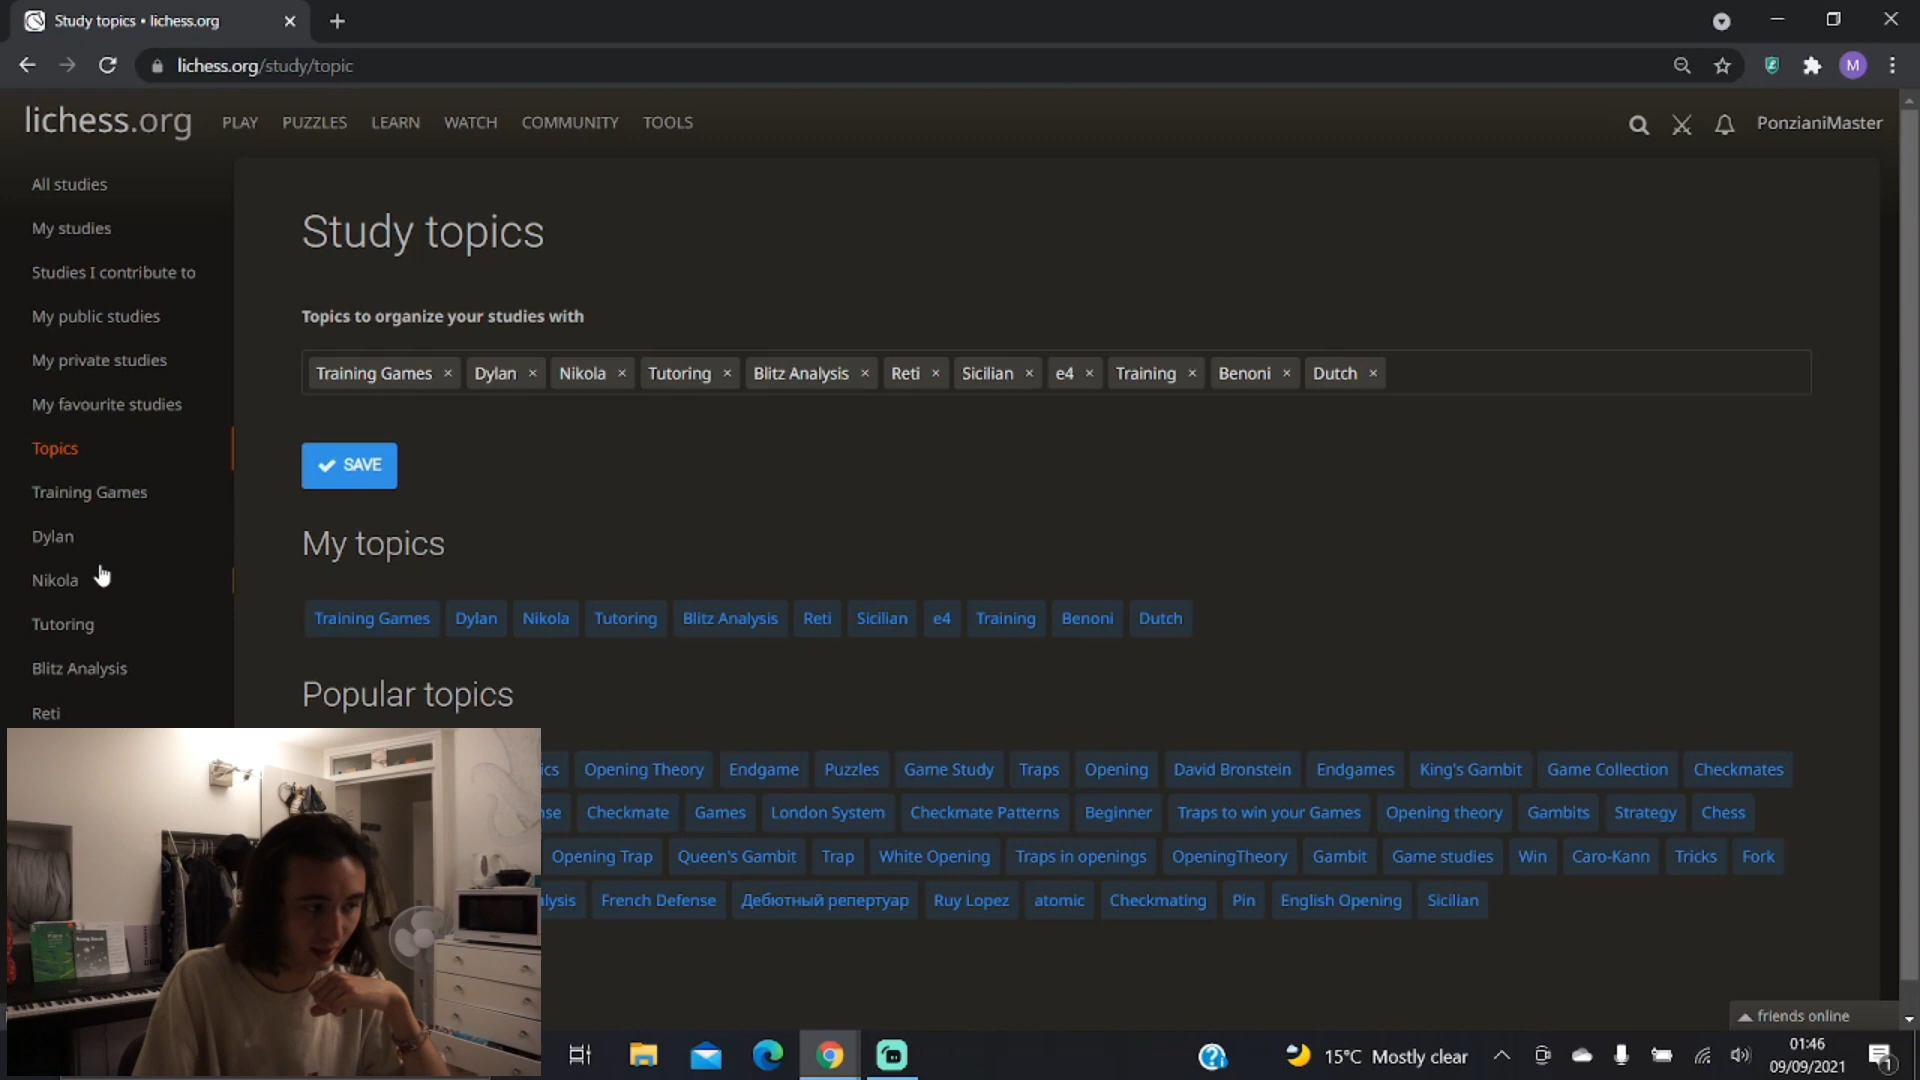 Study topics • lichess.org
lichess.org/study/topic
M
lichess.org PLAY PUZZLES LEARN WATCH COMMUNITY TOOLS PonzianiMaster
All studies
My studies
Studies I contribute to
My public studies
My private studies
My favourite studies
Topics
Training Games
Dylan
Nikola
Tutoring
Blitz Analysis
Reti
Study topics
Topics to organize your studies with
Training Games × Dylan × Nikola × Tutoring × Blitz Analysis × Reti × Sicilian × e4 × Training × Benoni × Dutch ×
SAVE
My topics
Training Games Dylan Nikola Tutoring Blitz Analysis Reti Sicilian e4 Training Benoni Dutch
Popular topics
ics Opening Theory Endgame Puzzles Game Study Traps Opening David Bronstein Endgames King's Gambit Game Collection Checkmates
nse Checkmate Games London System Checkmate Patterns Beginner Traps to win your Games Opening theory Gambits Strategy Chess
Opening Trap Queen's Gambit Trap White Opening Traps in openings OpeningTheory Gambit Game studies Win Caro-Kann Tricks Fork
lysis French Defense Дебютный репертуар Ruy Lopez atomic Checkmating Pin English Opening Sicilian
friends online
15°C Mostly clear
01:46
09/09/2021
1